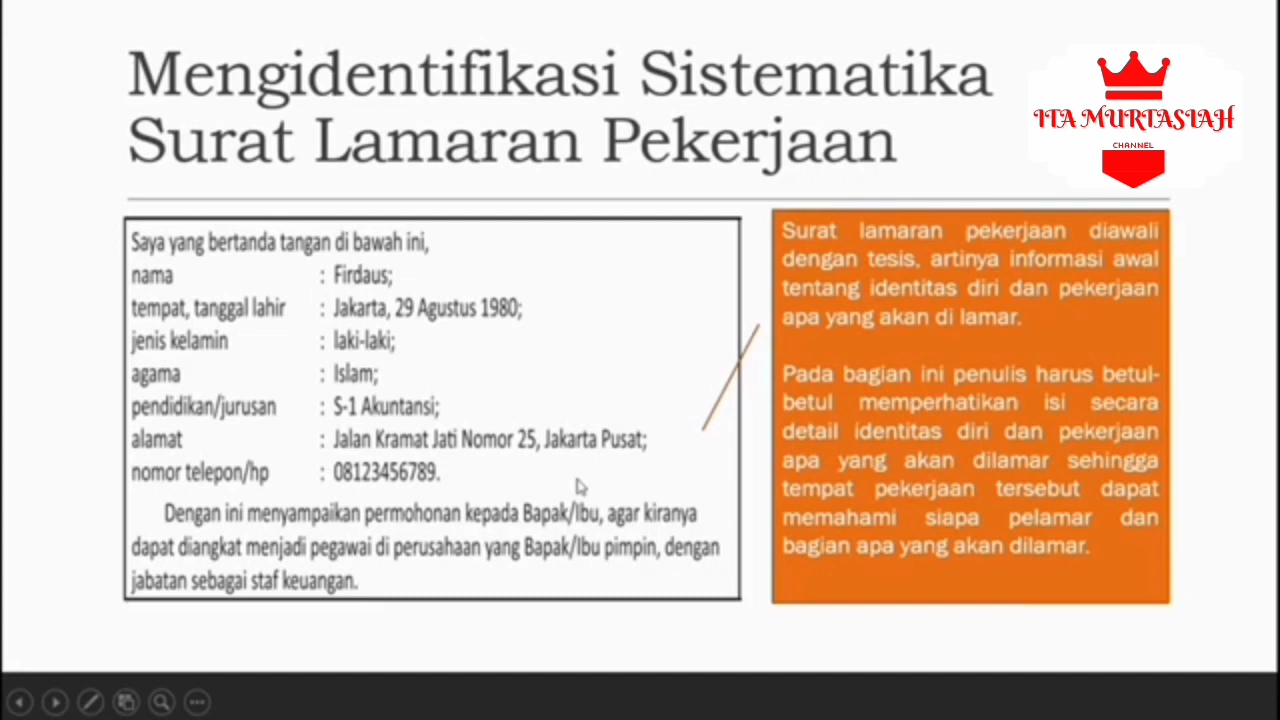 Mengidentifikasi Sistematika
Surat Lamaran Pekerjaan
ITA MURTASIAH
CHANNEL
Saya yang bertanda tangan di bawah ini,
nama : Firdaus;
tempat, tanggal lahir : Jakarta, 29 Agustus 1980;
jenis kelamin : laki-laki;
agama : Islam;
pendidikan/jurusan : S-1 Akuntansi;
alamat : Jalan Kramat Jati Nomor 25, Jakarta Pusat;
nomor telepon/hp : 08123456789.
Dengan ini menyampaikan permohonan kepada Bapak/Ibu, agar kiranya
dapat diangkat menjadi pegawai di perusahaan yang Bapak/Ibu pimpin, dengan
jabatan sebagai staf keuangan.
Surat lamaran pekerjaan diawali
dengan tesis, artinya informasi awal
tentang identitas diri dan pekerjaan
apa yang akan di lamar.
Pada bagian ini penulis harus betul-
betul memperhatikan isi secara
detail identitas diri dan pekerjaan
apa yang akan dilamar sehingga
tempat pekerjaan tersebut dapat
memahami siapa pelamar dan
bagian apa yang akan dilamar.